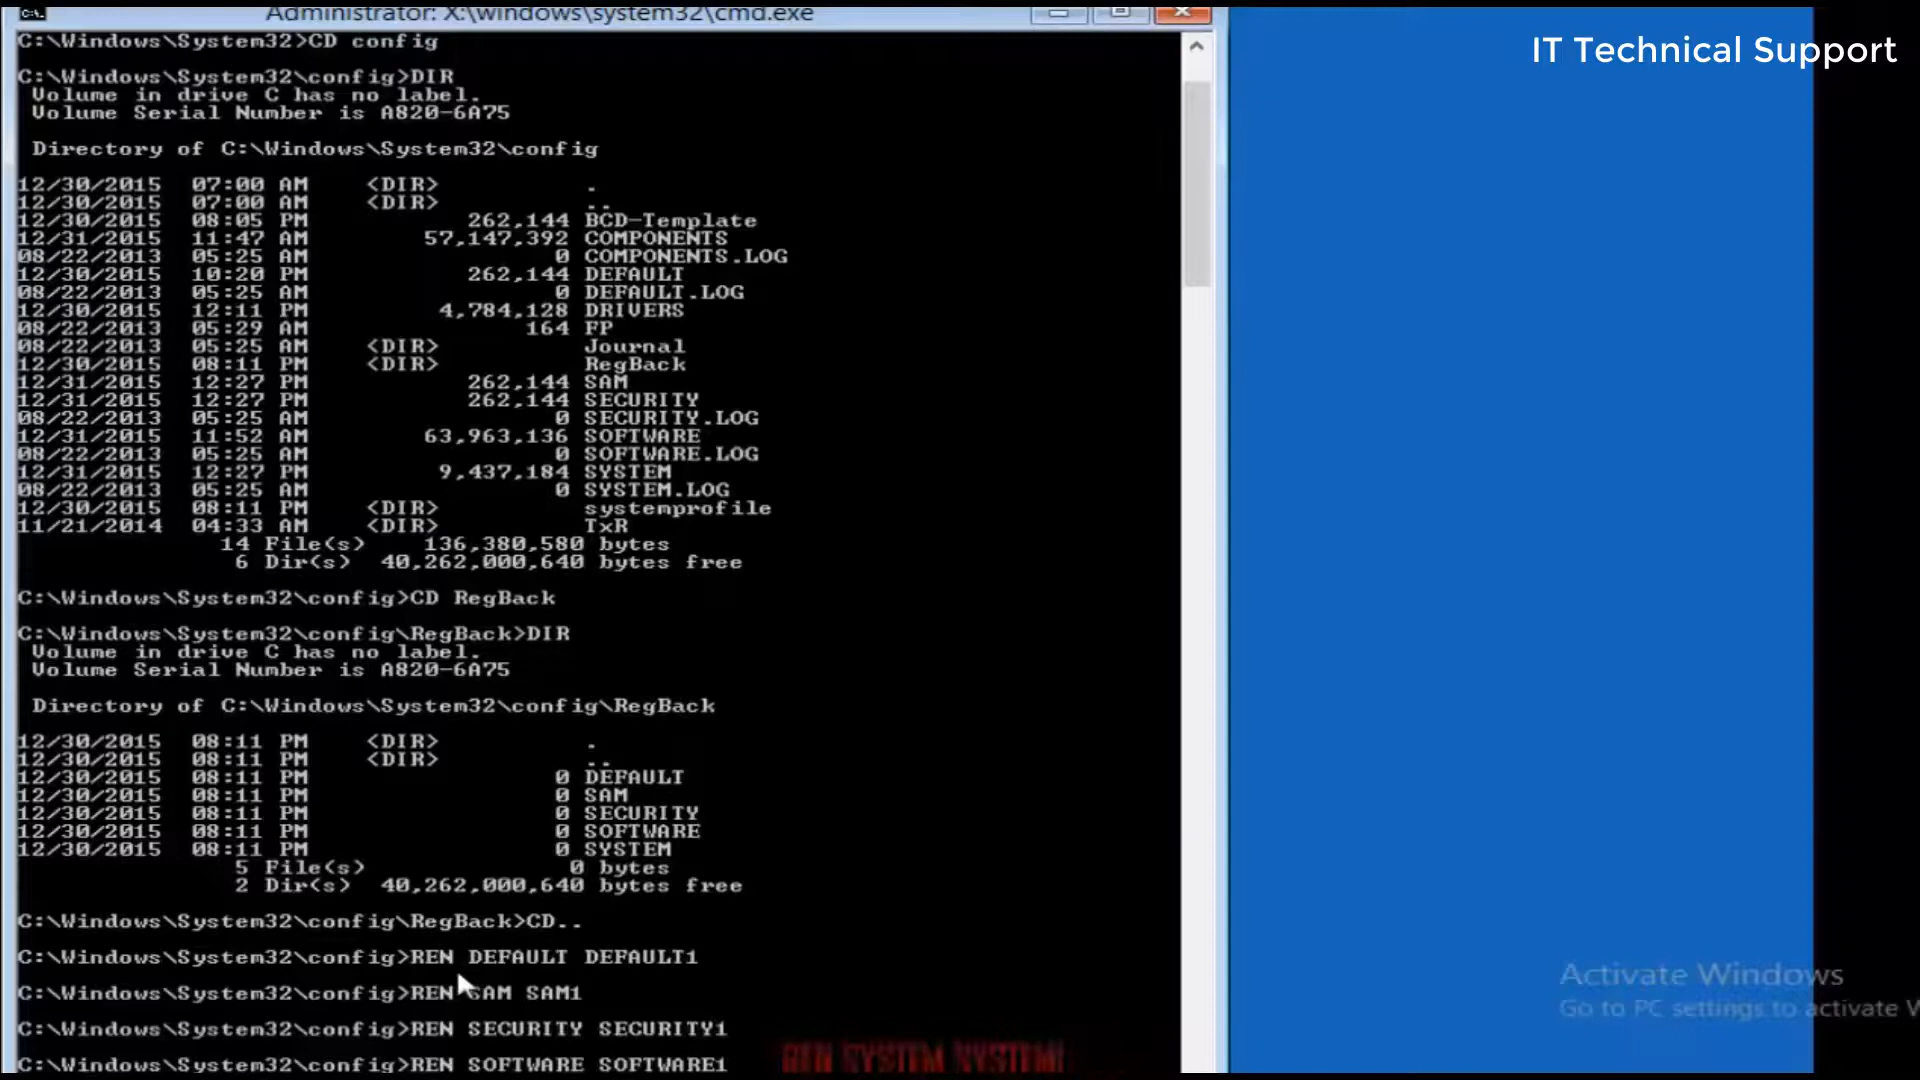 Administrator: X:\windows\system32\cmd.exe
IT Technical Support
C:\Windows\System32>CD config
C:\Windows\System32\config>DIR
Volume in drive C has no label.
Volume Serial Number is A820-6A75
Directory of C:\Windows\System32\config
12/30/2015 07:00 AM <DIR> .
12/30/2015 07:00 AM <DIR> ..
12/30/2015 08:05 PM 262,144 BCD-Template
12/31/2015 11:47 AM 57,147,392 COMPONENTS
08/22/2013 05:25 AM 0 COMPONENTS.LOG
12/30/2015 10:20 PM 262,144 DEFAULT
08/22/2013 05:25 AM 0 DEFAULT.LOG
12/30/2015 12:11 PM 4,784,128 DRIVERS
08/22/2013 05:29 AM 164 FP
08/22/2013 05:25 AM <DIR> Journal
12/30/2015 08:11 PM <DIR> RegBack
12/31/2015 12:27 PM 262,144 SAM
12/31/2015 12:27 PM 262,144 SECURITY
08/22/2013 05:25 AM 0 SECURITY.LOG
12/31/2015 11:52 AM 63,963,136 SOFTWARE
08/22/2013 05:25 AM 0 SOFTWARE.LOG
12/31/2015 12:27 PM 9,437,184 SYSTEM
08/22/2013 05:25 AM 0 SYSTEM.LOG
12/30/2015 08:11 PM <DIR> systemprofile
11/21/2014 04:33 AM <DIR> TxR
14 File(s) 136,380,580 bytes
6 Dir(s) 40,262,000,640 bytes free
C:\Windows\System32\config>CD RegBack
C:\Windows\System32\config\RegBack>DIR
Volume in drive C has no label.
Volume Serial Number is A820-6A75
Directory of C:\Windows\System32\config\RegBack
12/30/2015 08:11 PM <DIR> .
12/30/2015 08:11 PM <DIR> ..
12/30/2015 08:11 PM 0 DEFAULT
12/30/2015 08:11 PM 0 SAM
12/30/2015 08:11 PM 0 SECURITY
12/30/2015 08:11 PM 0 SOFTWARE
12/30/2015 08:11 PM 0 SYSTEM
5 File(s) 0 bytes
2 Dir(s) 40,262,000,640 bytes free
C:\Windows\System32\config\RegBack>CD..
C:\Windows\System32\config>REN DEFAULT DEFAULT1
C:\Windows\System32\config>REN SAM SAM1
C:\Windows\System32\config>REN SECURITY SECURITY1
C:\Windows\System32\config>REN SOFTWARE SOFTWARE1
REN SYSTEM SYSTEM1
Activate Windows
Go to PC settings to activate W